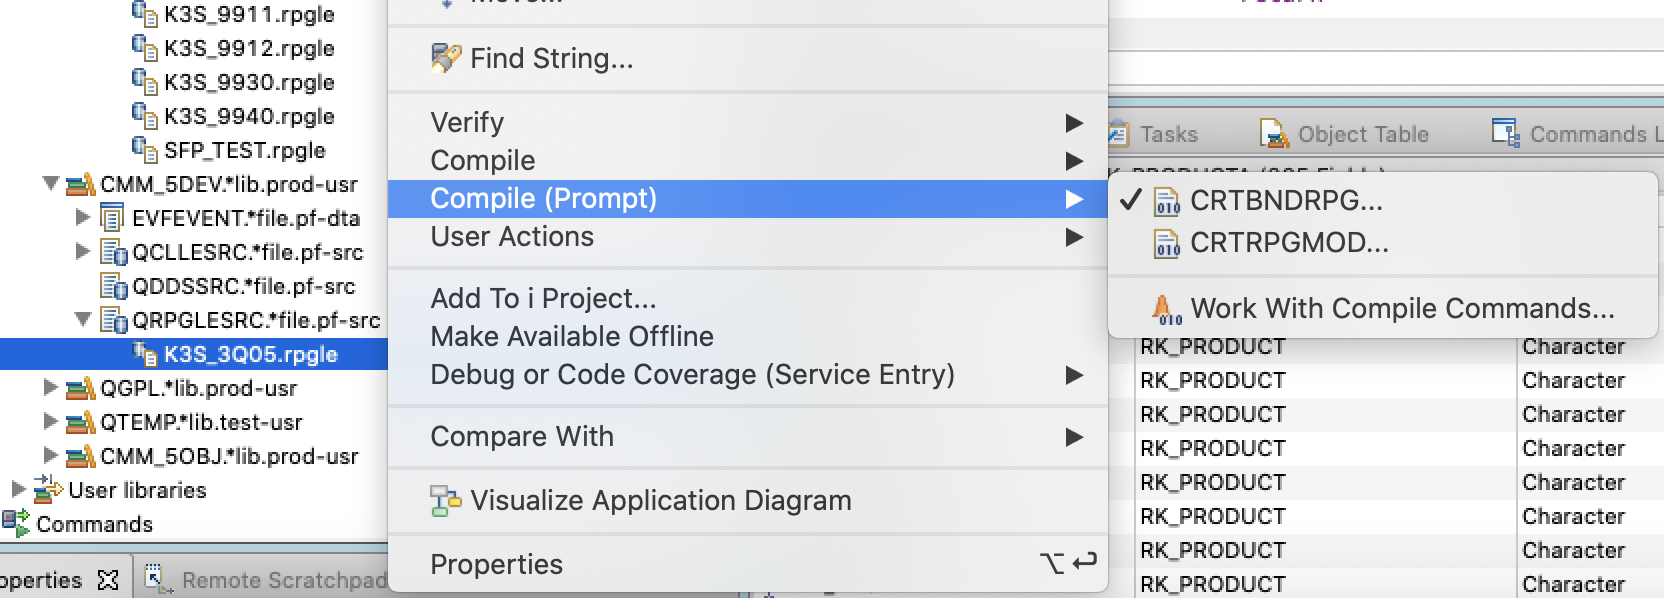 K3S_9911.rpgle
K3S_9912.rpgle
K3S_9930.rpgle
K3S_9940.rpgle
SFP_TEST.rpgle
CMM_5DEV.*lib.prod-usr
EVFEVENT.*file.pf-dta
QCLLESRC.*file.pf-src
QDDSSRC.*file.pf-src
QRPGLESRC.*file.pf-src
K3S_3Q05.rpgle
QGPL.*lib.prod-usr
QTEMP.*lib.test-usr
CMM_5OBJ.*lib.prod-usr
User libraries
Commands
operties
Remote Scratchpad
Move...
Find String...
Verify
Compile
Compile (Prompt)
User Actions
Add To i Project...
Make Available Offline
Debug or Code Coverage (Service Entry)
Compare With
Visualize Application Diagram
Properties ⌥↩
Tasks
Object Table
Commands L
CRTBNDRPG...
CRTRPGMOD...
Work With Compile Commands...
RK_PRODUCT Character
RK_PRODUCT Character
RK_PRODUCT Character
RK_PRODUCT Character
RK_PRODUCT Character
RK_PRODUCT Character
RK_PRODUCT Character
RK_PRODUCT Character